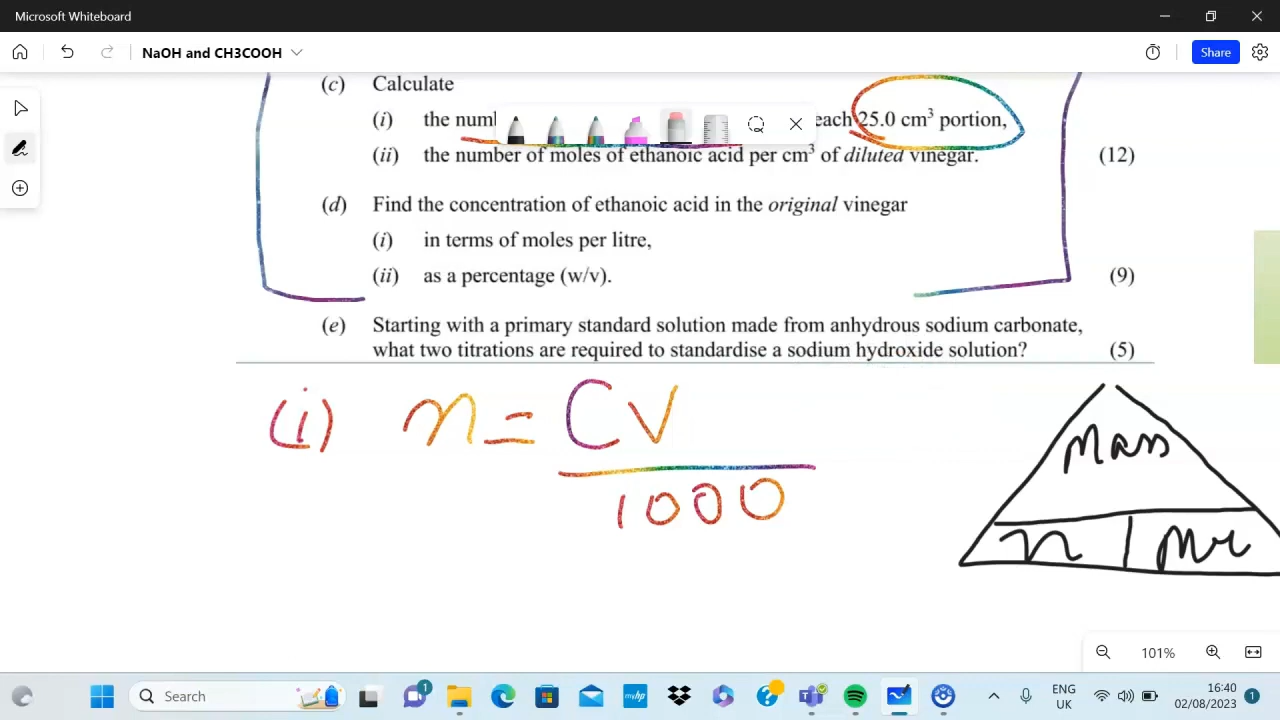 Microsoft Whiteboard
NaOH and CH3COOH
Share
(c) Calculate
(i) the num each 25.0 cm³ portion,
(ii) the number of moles of ethanoic acid per cm³ of diluted vinegar. (12)
(d) Find the concentration of ethanoic acid in the original vinegar
(i) in terms of moles per litre,
(ii) as a percentage (w/v). (9)
(e) Starting with a primary standard solution made from anhydrous sodium carbonate,
what two titrations are required to standardise a sodium hydroxide solution? (5)
(i) n = CV
1000
Mass
n Mr
101%
Search
1
ENG
UK
16:40
02/08/2023
1